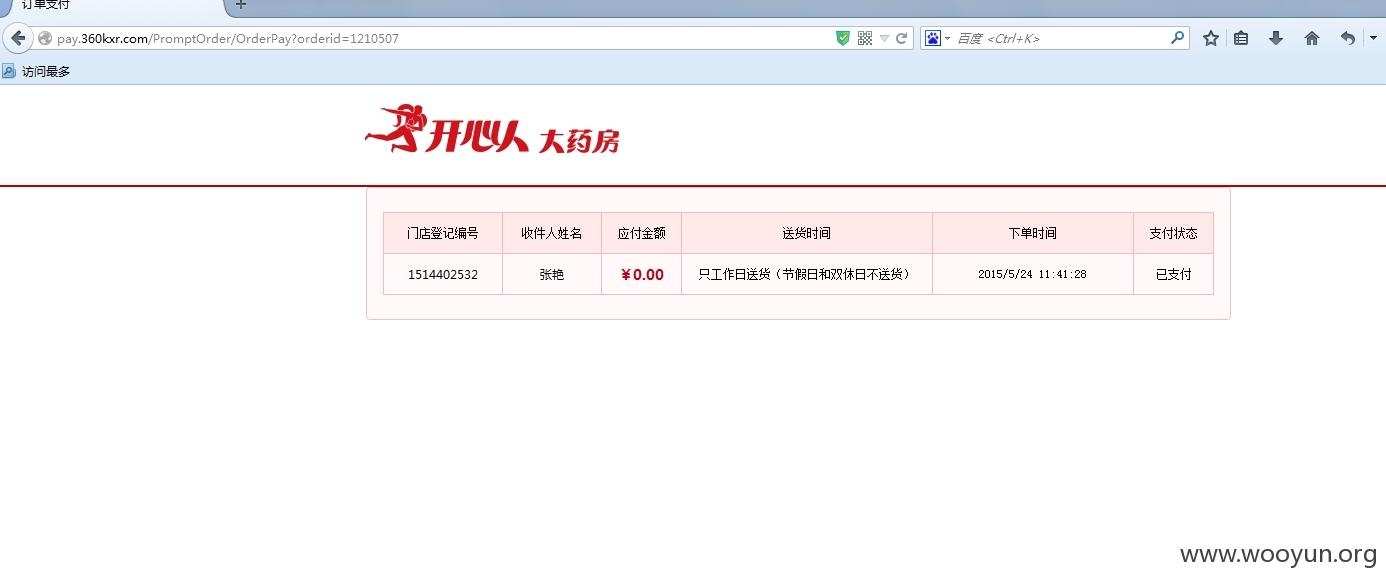 订单支付
pay.360kxr.com/PromptOrder/OrderPay?orderid=1210507
百度 <Ctrl+K>
访问最多
开心人 大药房
门店登记编号 收件人姓名 应付金额 送货时间 下单时间 支付状态
1514402532 张艳 ¥0.00 只工作日送货（节假日和双休日不送货） 2015/5/24 11:41:28 已支付
www.wooyun.org